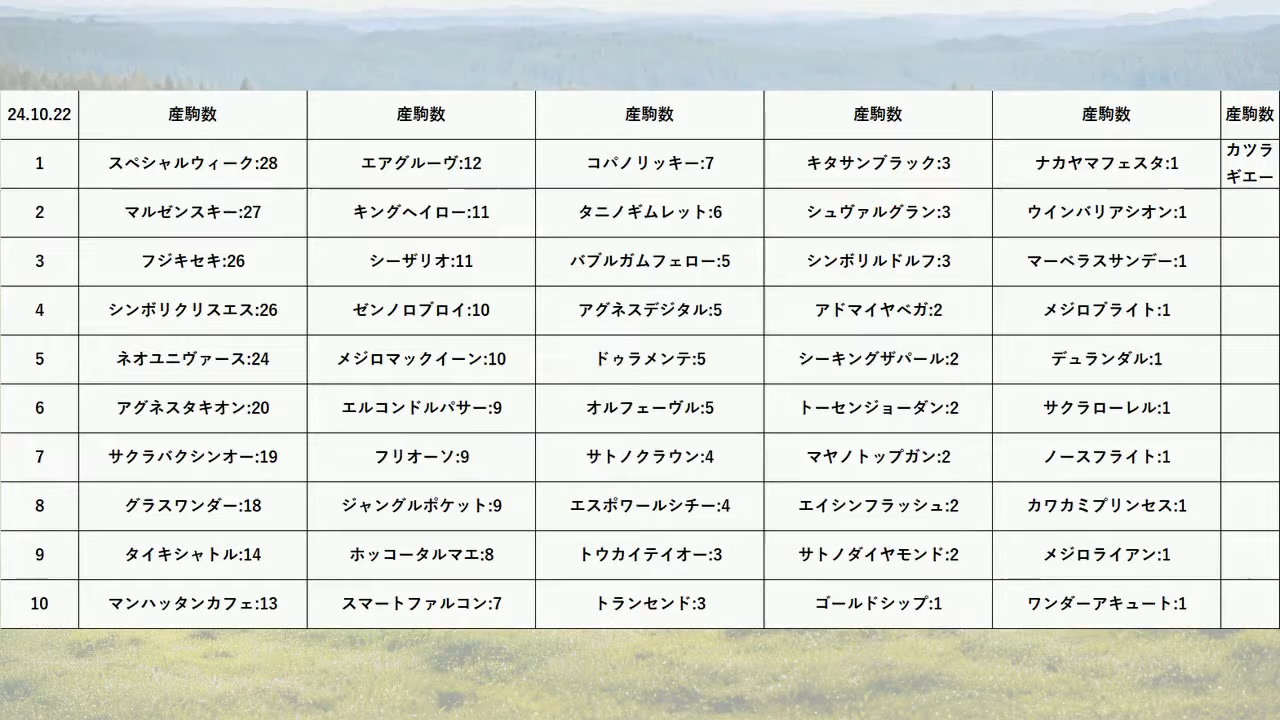 24.10.22 産駒数 産駒数 産駒数 産駒数 産駒数 産駒数
1 スペシャルウィーク:28 エアグルーヴ:12 コパノリッキー:7 キタサンブラック:3 ナカヤマフェスタ:1 カツラ
ギエー
2 マルゼンスキー:27 キングヘイロー:11 タニノギムレット:6 シュヴァルグラン:3 ウインバリアシオン:1
3 フジキセキ:26 シーザリオ:11 バブルガムフェロー:5 シンボリルドルフ:3 マーベラスサンデー:1
4 シンボリクリスエス:26 ゼンノロブロイ:10 アグネスデジタル:5 アドマイヤベガ:2 メジロブライト:1
5 ネオユニヴァース:24 メジロマックイーン:10 ドゥラメンテ:5 シーキングザパール:2 デュランダル:1
6 アグネスタキオン:20 エルコンドルパサー:9 オルフェーヴル:5 トーセンジョーダン:2 サクラローレル:1
7 サクラバクシンオー:19 フリオーソ:9 サトノクラウン:4 マヤノトップガン:2 ノースフライト:1
8 グラスワンダー:18 ジャングルポケット:9 エスポワールシチー:4 エイシンフラッシュ:2 カワカミプリンセス:1
9 タイキシャトル:14 ホッコータルマエ:8 トウカイテイオー:3 サトノダイヤモンド:2 メジロライアン:1
10 マンハッタンカフェ:13 スマートファルコン:7 トランセンド:3 ゴールドシップ:1 ワンダーアキュート:1